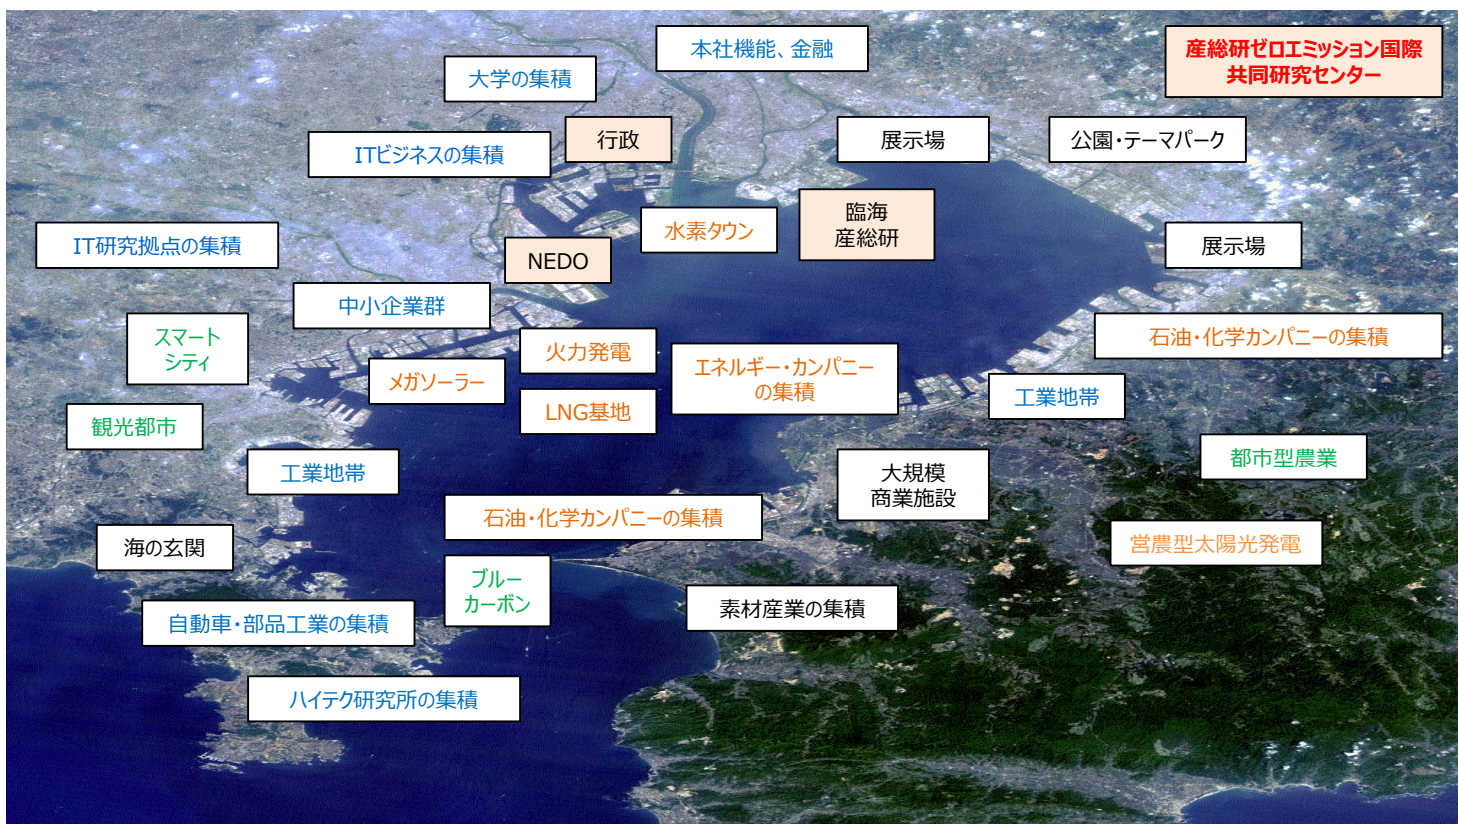 本社機能、金融
産総研ゼロエミッション国際
共同研究センター
大学の集積
行政
展示場
公園・テーマパーク
ITビジネスの集積
水素タウン
臨海
産総研
IT研究拠点の集積
NEDO
展示場
中小企業群
スマート
シティ
火力発電
石油・化学カンパニーの集積
メガソーラー
エネルギー・カンパニー
の集積
LNG基地
工業地帯
観光都市
工業地帯
大規模
商業施設
都市型農業
石油・化学カンパニーの集積
海の玄関
営農型太陽光発電
ブルー
カーボン
素材産業の集積
自動車・部品工業の集積
ハイテク研究所の集積